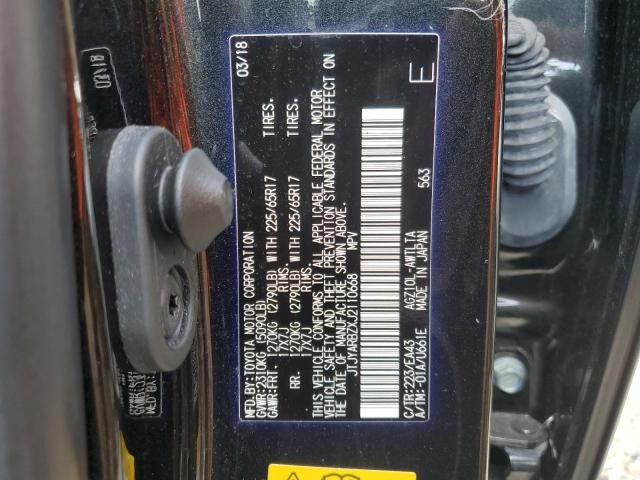 MFD.BY:TOYOTA MOTOR CORPORATION 03/18
GVWR:2310KG (5090LB)
GAWR:FRT. 1270KG (2790LB) WITH 225/65R17 TIRES.
17X7J RIMS.
RR. 1270KG (2790LB) WITH 225/65R17 TIRES.
17X7J RIMS.
THIS VEHICLE CONFORMS TO ALL APPLICABLE FEDERAL MOTOR
VEHICLE SAFETY AND THEFT PREVENTION STANDARDS IN EFFECT ON
THE DATE OF MANUFACTURE SHOWN ABOVE.
JTJYARBZXJ2110668 MPV
C/TR:223/EA43 AGZ10L-AWTLTA 563 E
A/TM:-01A/U661E MADE IN JAPAN